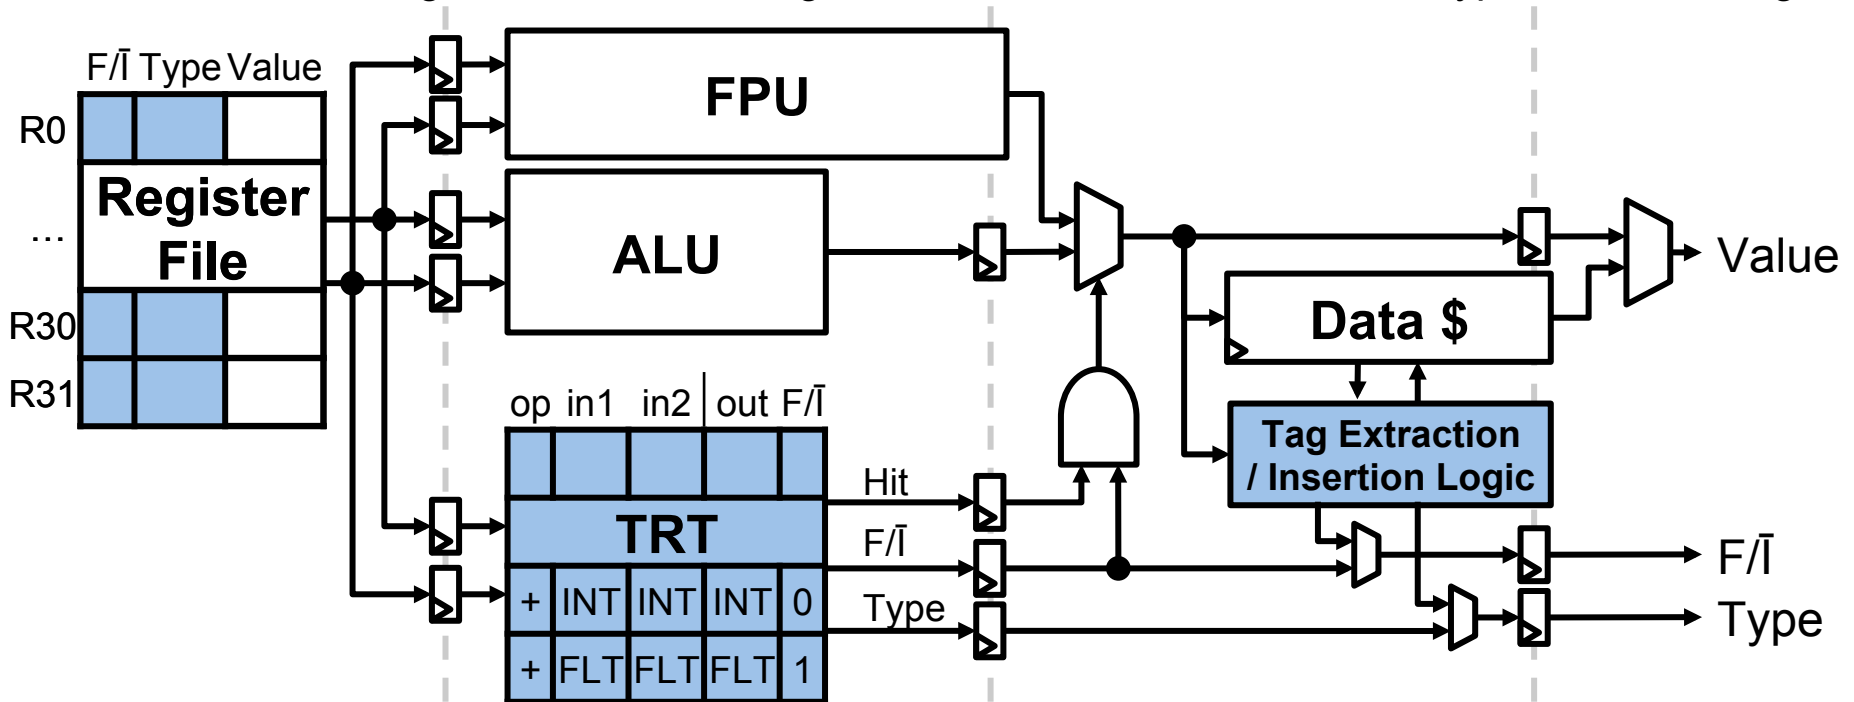 F/Ī Type Value
R0
Register
File
...
R30
R31
FPU
ALU
op in1 in2 out F/Ī
TRT
+ INT INT INT 0
+ FLT FLT FLT 1
Hit
F/Ī
Type
Data $
Tag Extraction
/ Insertion Logic
Value
F/Ī
Type